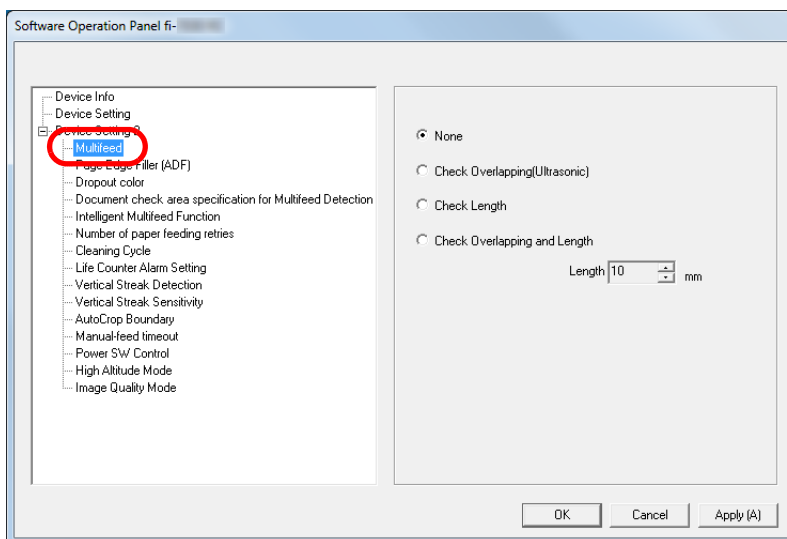 Software Operation Panel fi-
Device Info
Device Setting
Device Setting 2
Multifeed
Page Edge Filler (ADF)
Dropout color
Document check area specification for Multifeed Detection
Intelligent Multifeed Function
Number of paper feeding retries
Cleaning Cycle
Life Counter Alarm Setting
Vertical Streak Detection
Vertical Streak Sensitivity
AutoCrop Boundary
Manual-feed timeout
Power SW Control
High Altitude Mode
Image Quality Mode
None
Check Overlapping(Ultrasonic)
Check Length
Check Overlapping and Length
Length 10 mm
OK Cancel Apply (A)